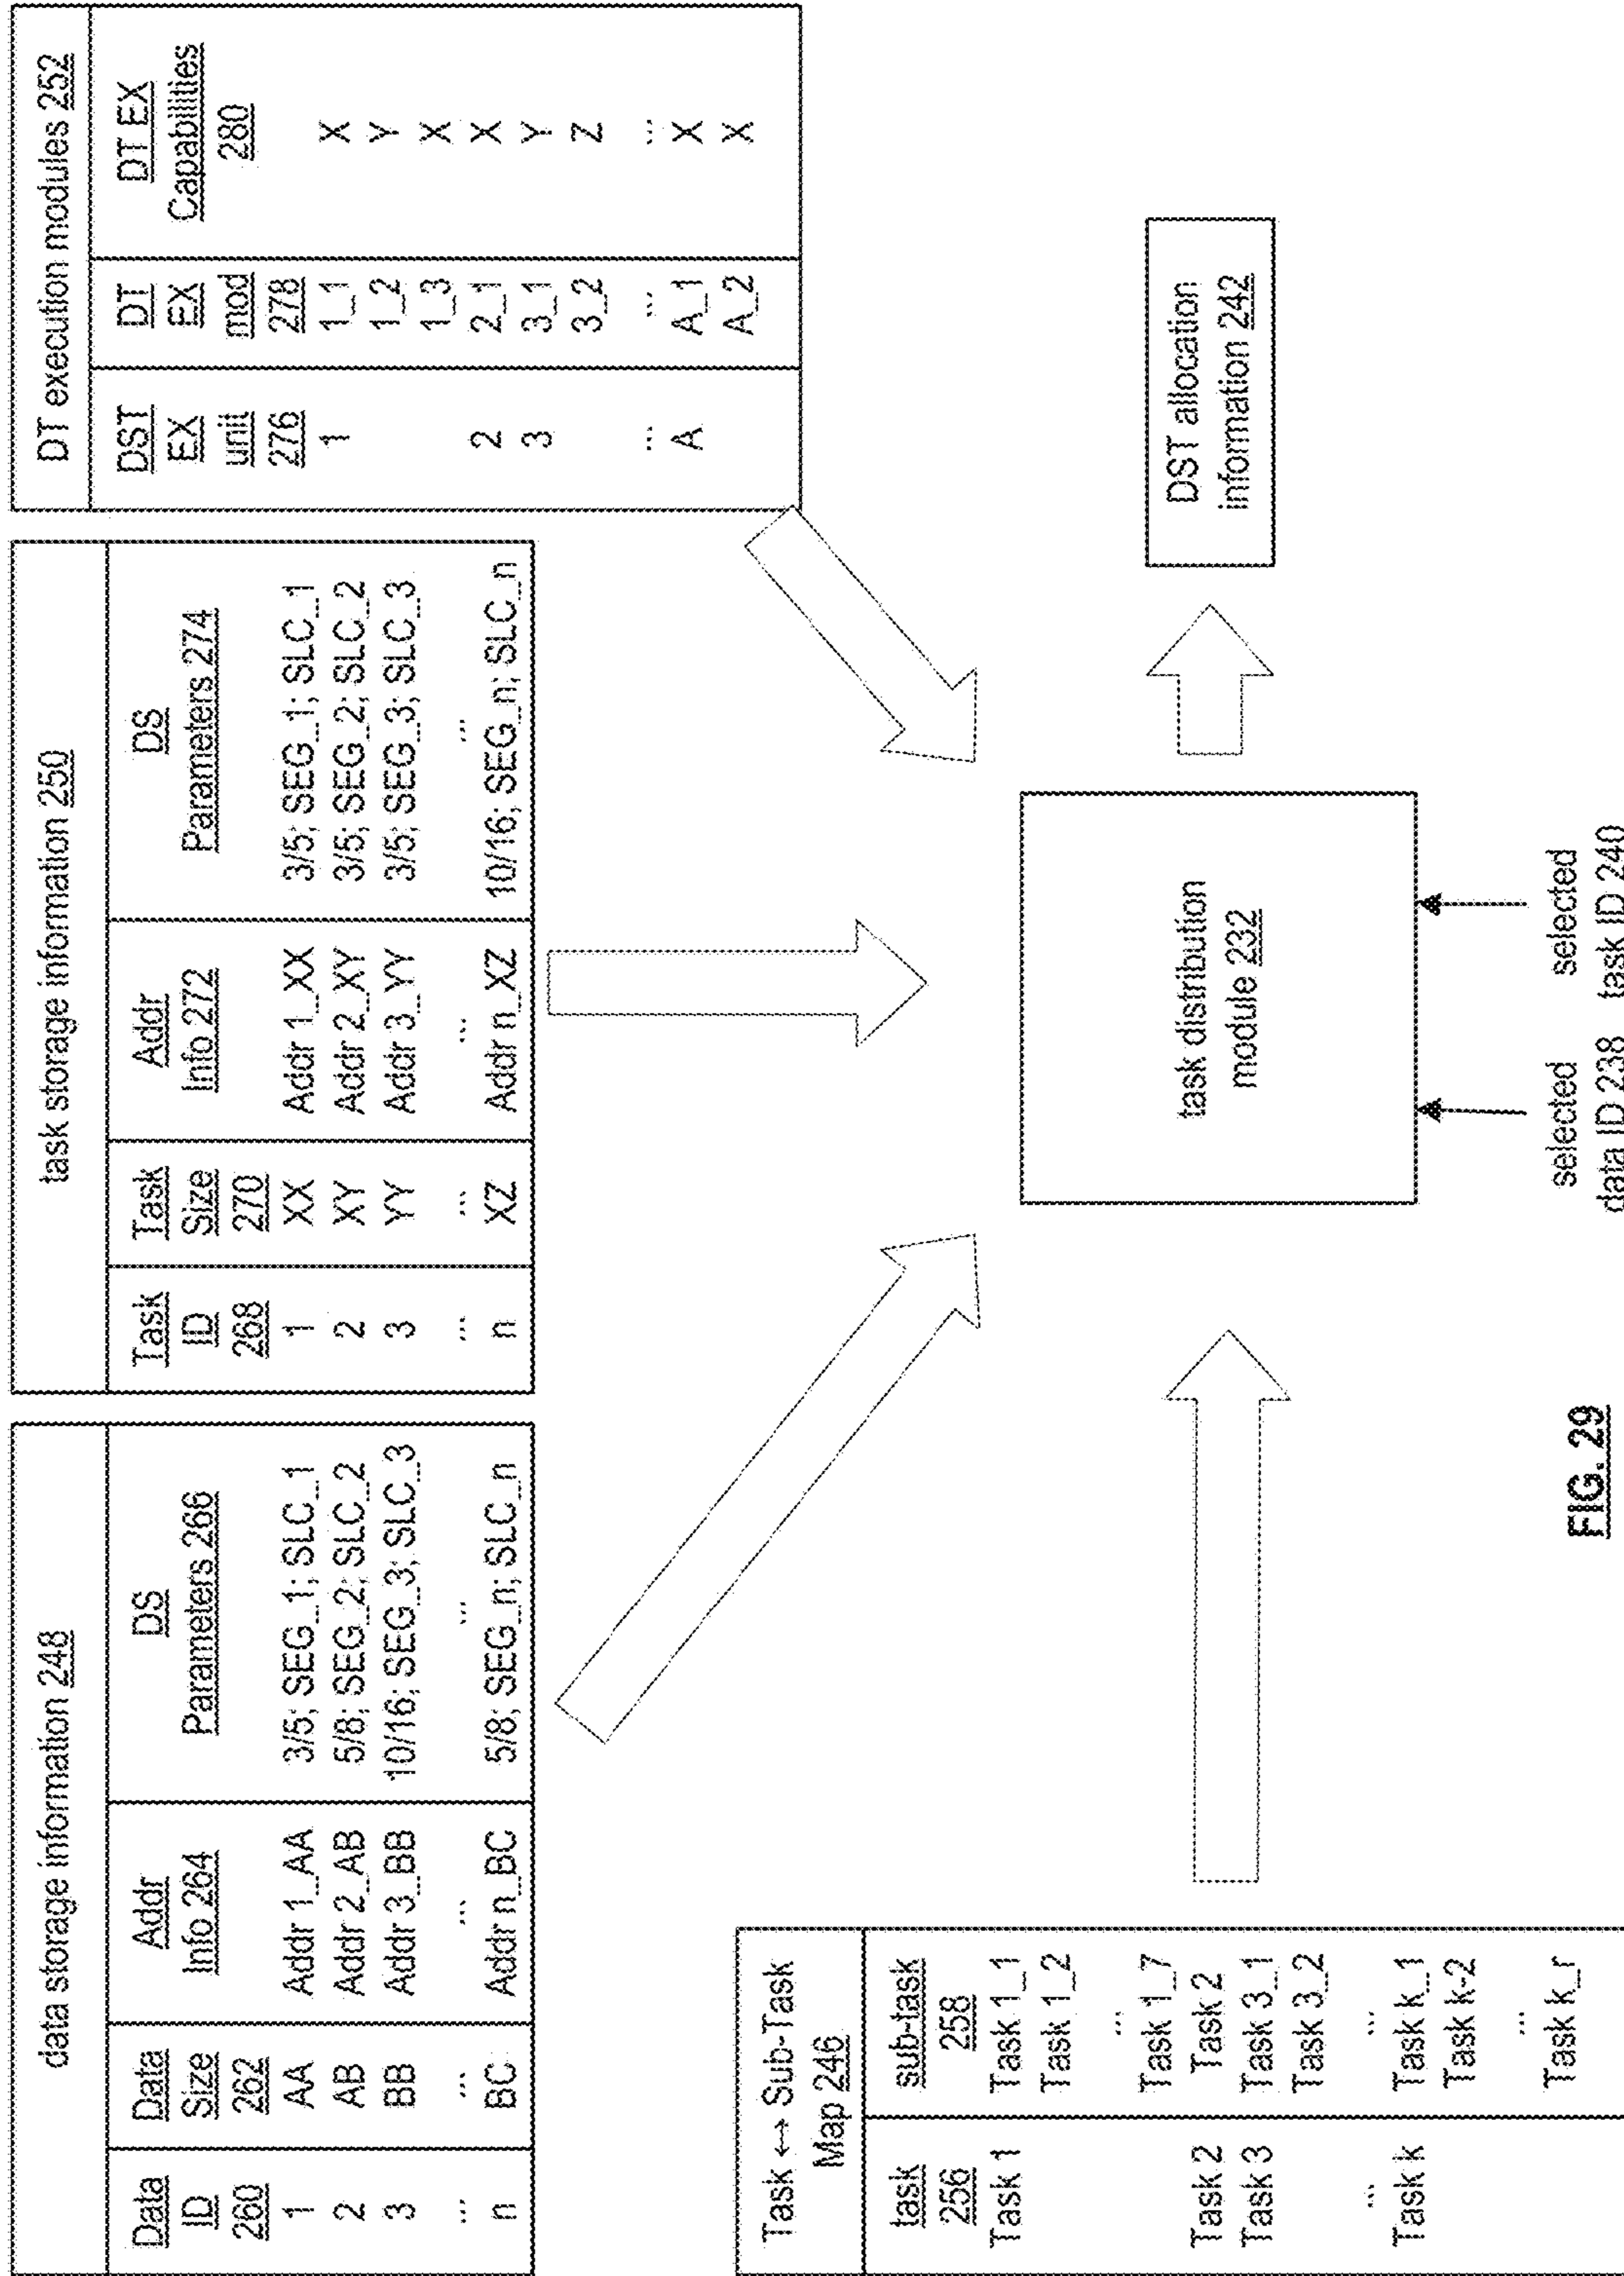 data storage information 248
Data ID 260 | Data Size 262 | Addr Info 264 | DS Parameters 266
1 AA Addr 1_AA 3/5; SEG_1; SLC_1
2 AB Addr 2_AB 5/8; SEG_2; SLC_2
3 BB Addr 3_BB 10/16; SEG_3; SLC_3
... ... ... ...
n BC Addr n_BC 5/8; SEG_n; SLC_n
task storage information 250
Task ID 268 | Task Size 270 | Addr Info 272 | DS Parameters 274
1 XX Addr 1_XX 3/5; SEG_1; SLC_1
2 XY Addr 2_XY 3/5; SEG_2; SLC_2
3 YY Addr 3_YY 3/5; SEG_3; SLC_3
... ... ... ...
n XZ Addr n_XZ 10/16; SEG_n; SLC_n
DT execution modules 252
DST EX unit 276 | DT EX mod 278 | DT EX Capabilities 280
1 1_1 X
1_2 Y
1_3 X
2 2_1 X
3 3_1 Y
3_2 Z
... ... ...
A A_1 X
A_2 X
Task ↔ Sub-Task
Map 246
task 256 | sub-task 258
Task 1 Task 1_1
Task 1_2
...
Task 1_7
Task 2 Task 2
Task 3 Task 3_1
Task 3_2
... ...
Task k Task k_1
Task k-2
...
Task k_r
task distribution
module 232
DST allocation
information 242
selected
data ID 238
selected
task ID 240
FIG. 29